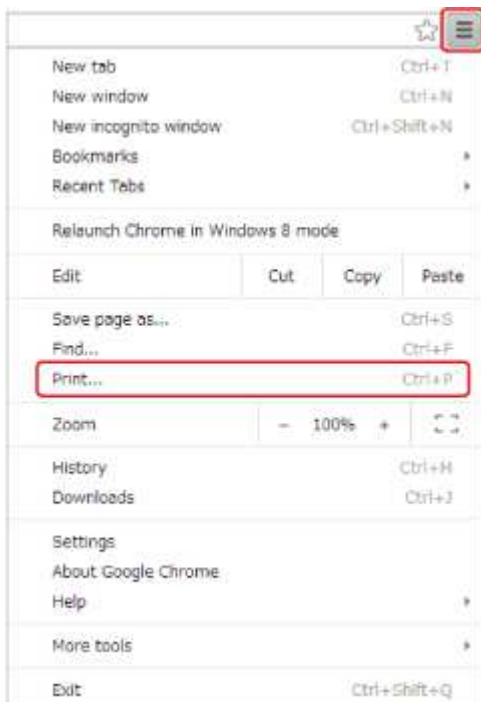 New tab Ctrl+T
New window Ctrl+N
New incognito window Ctrl+Shift+N
Bookmarks
Recent Tabs
Relaunch Chrome in Windows 8 mode
Edit Cut Copy Paste
Save page as... Ctrl+S
Find... Ctrl+F
Print... Ctrl+P
Zoom - 100% +
History Ctrl+H
Downloads Ctrl+J
Settings
About Google Chrome
Help
More tools
Exit Ctrl+Shift+Q